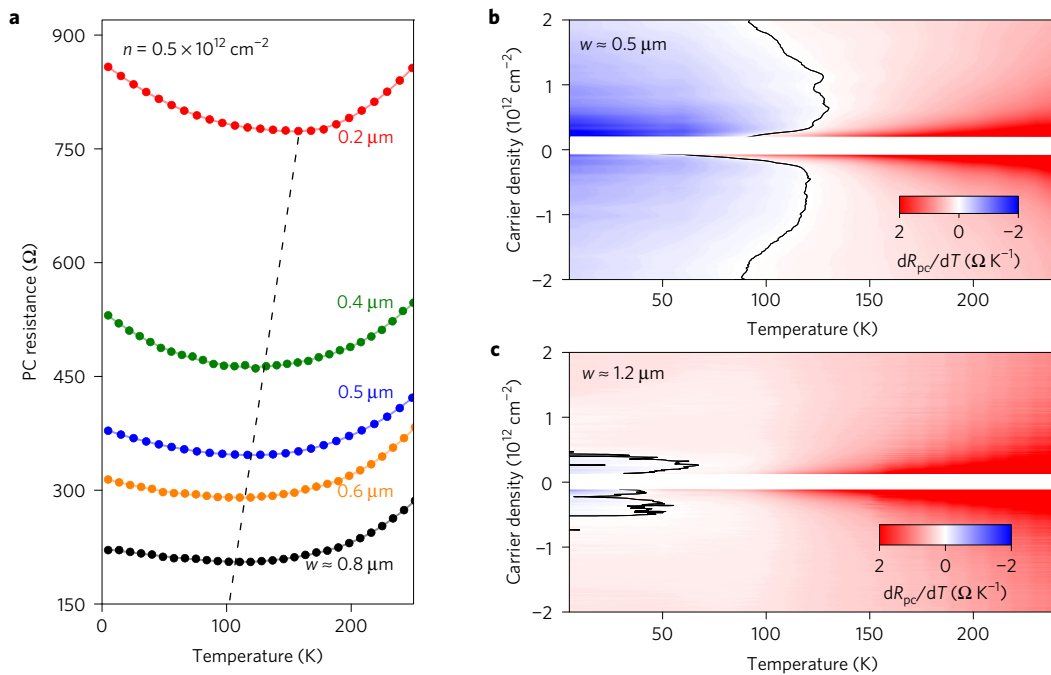 a
900
750
600
450
300
150
PC resistance (Ω)
n = 0.5 × 10¹² cm⁻²
0.2 μm
0.4 μm
0.5 μm
0.6 μm
w ≈ 0.8 μm
0
100
200
Temperature (K)
b
2
1
0
−1
−2
Carrier density (10¹² cm⁻²)
w ≈ 0.5 μm
2
0
−2
dRpc/dT (Ω K⁻¹)
50
100
150
200
Temperature (K)
c
2
1
0
−1
−2
Carrier density (10¹² cm⁻²)
w ≈ 1.2 μm
2
0
−2
dRpc/dT (Ω K⁻¹)
50
100
150
200
Temperature (K)